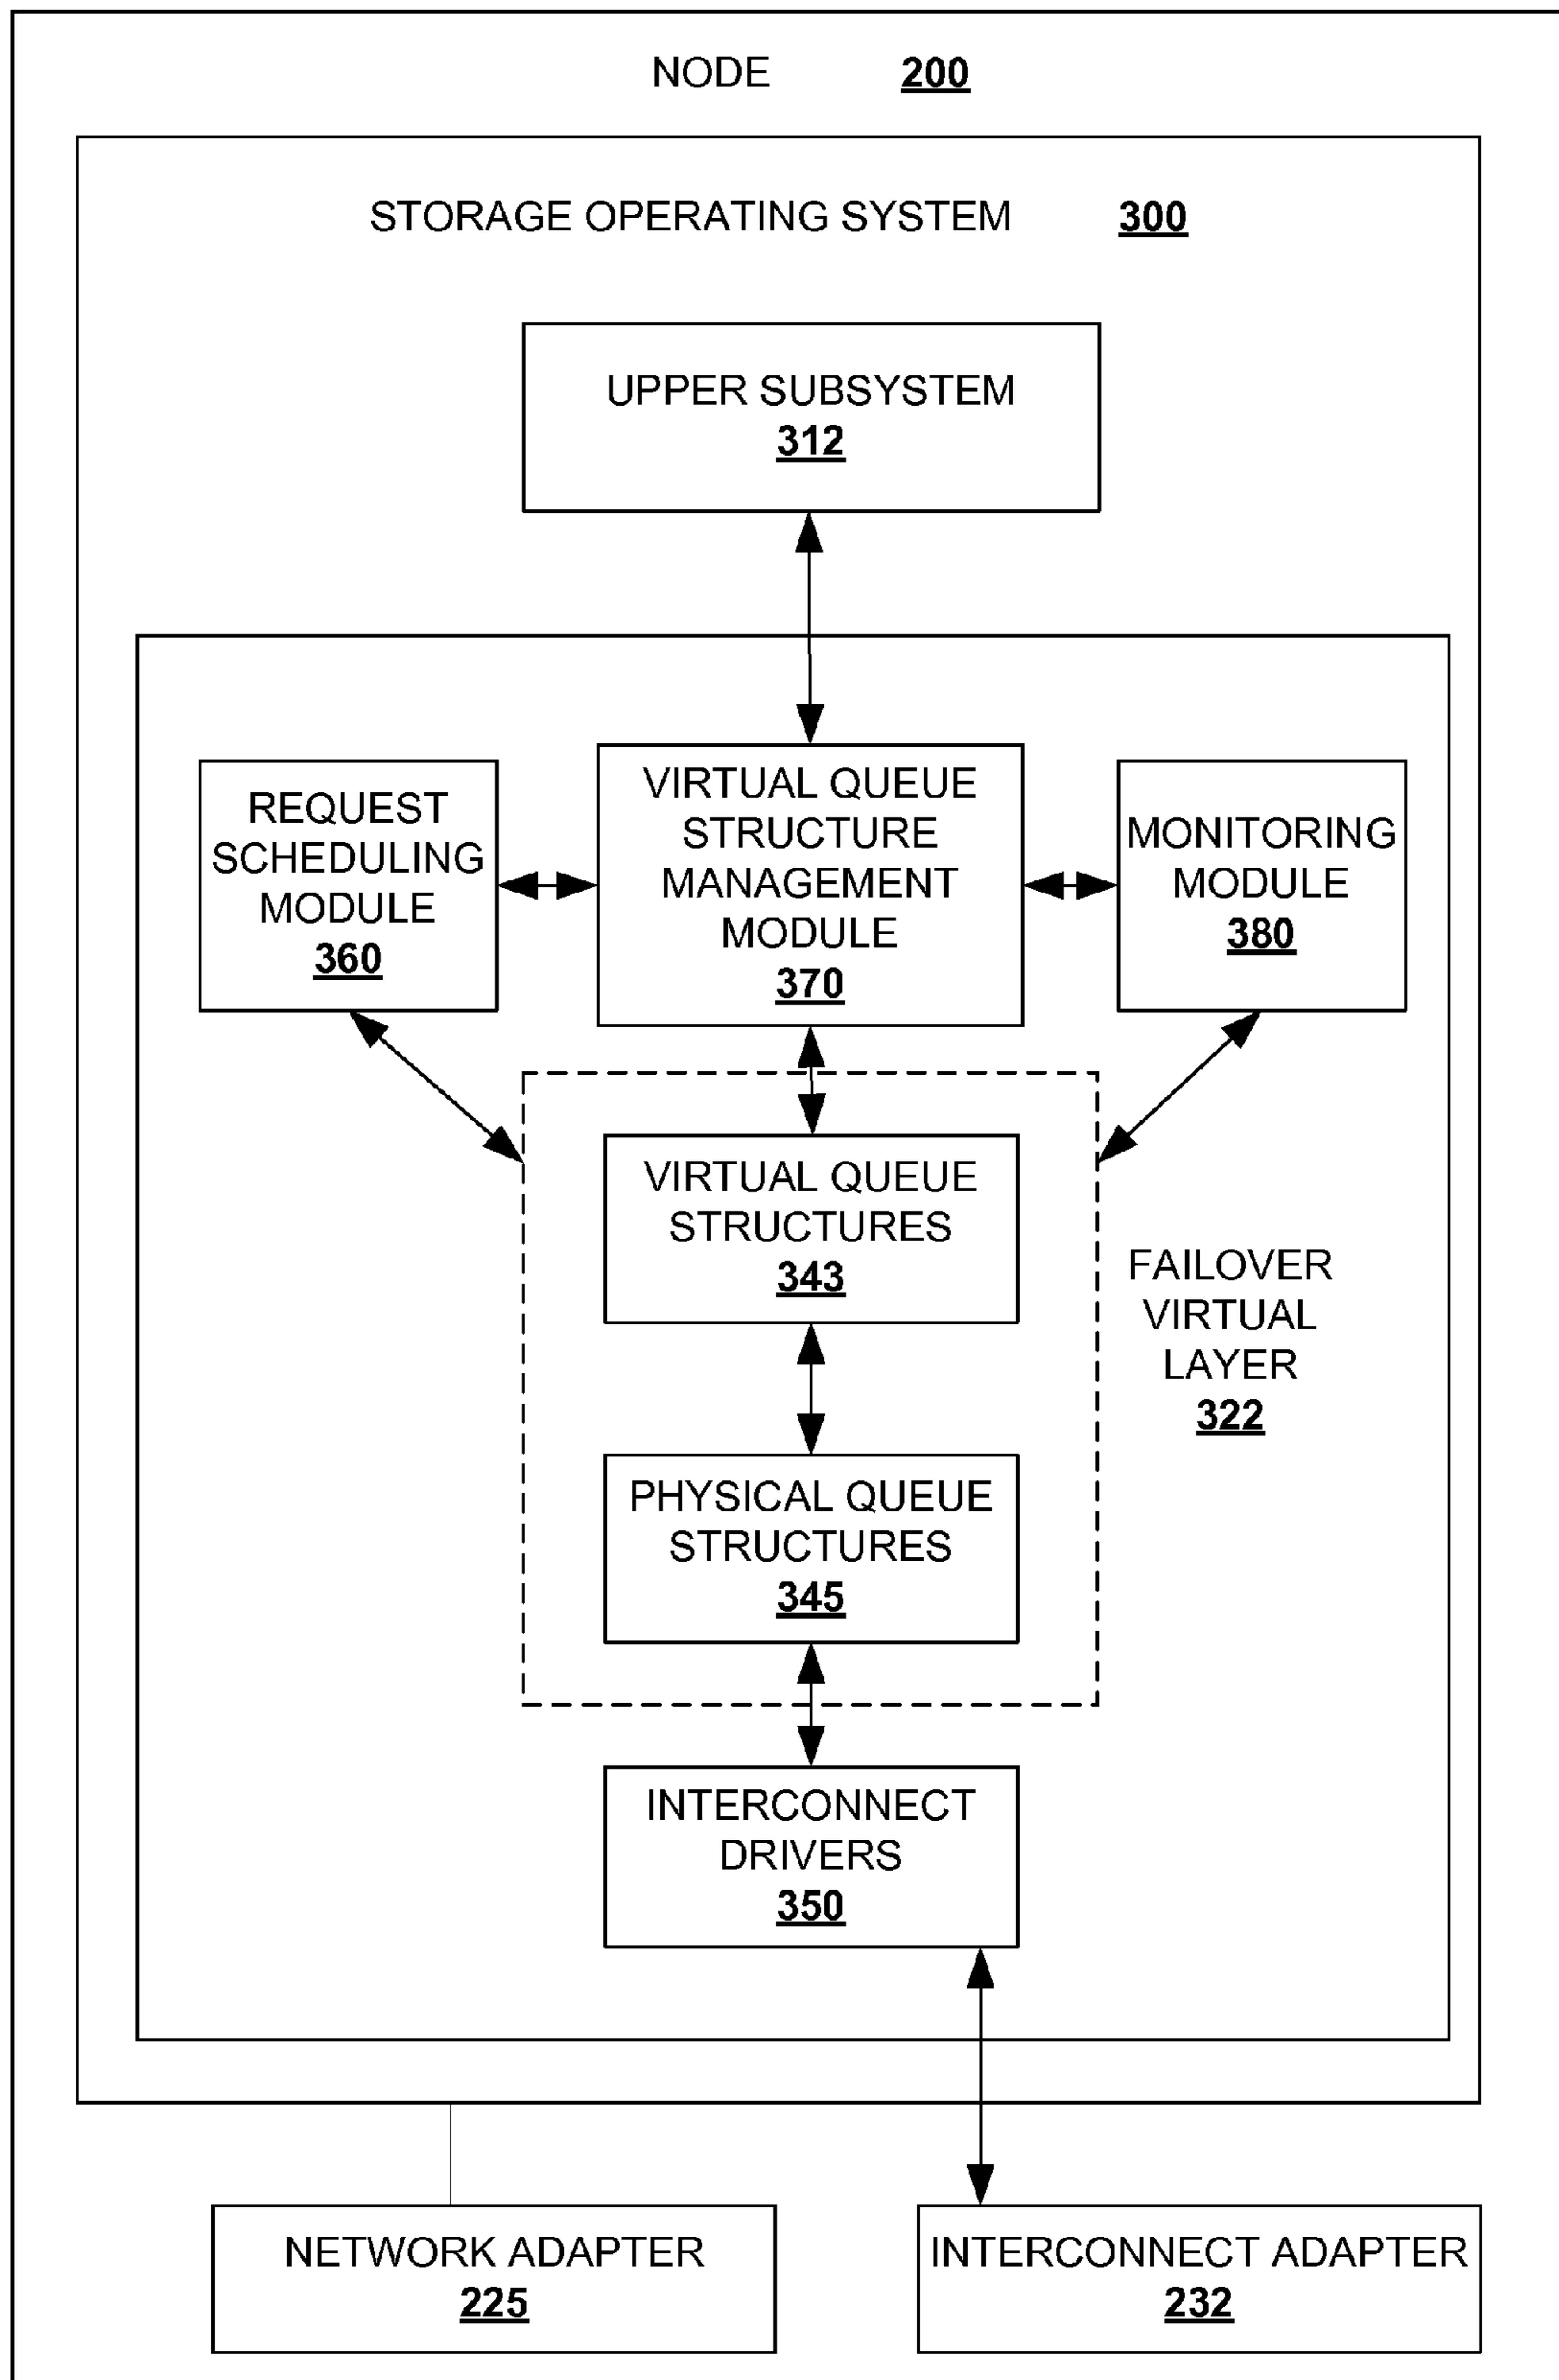 NODE 200
STORAGE OPERATING SYSTEM 300
UPPER SUBSYSTEM
312
REQUEST
SCHEDULING
MODULE
360
VIRTUAL QUEUE
STRUCTURE
MANAGEMENT
MODULE
370
MONITORING
MODULE
380
VIRTUAL QUEUE
STRUCTURES
343
FAILOVER
VIRTUAL
LAYER
322
PHYSICAL QUEUE
STRUCTURES
345
INTERCONNECT
DRIVERS
350
NETWORK ADAPTER
225
INTERCONNECT ADAPTER
232